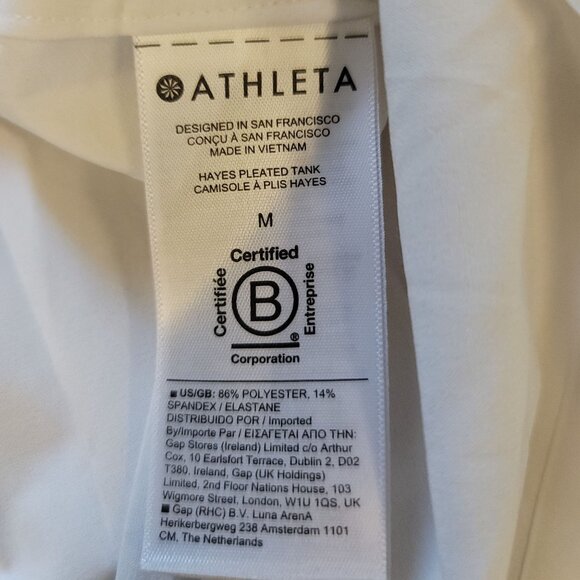 ATHLETA
DESIGNED IN SAN FRANCISCO
CONÇU À SAN FRANCISCO
MADE IN VIETNAM
HAYES PLEATED TANK
CAMISOLE À PLIS HAYES
M
Certified
Certifiée
B
Entreprise
®
Corporation
US/GB: 86% POLYESTER, 14%
SPANDEX / ELASTANE
DISTRIBUIDO POR / Imported
By/Importe Par / ΕΙΣΑΓΕΤΑΙ ΑΠΟ ΤΗΝ:
Gap Stores (Ireland) Limited c/o Arthur
Cox, 10 Earlsfort Terrace, Dublin 2, D02
T380, Ireland, Gap (UK Holdings)
Limited, 2nd Floor Nations House, 103
Wigmore Street, London, W1U 1QS, UK
Gap (RHC) B.V. Luna ArenA
Herikerbergweg 238 Amsterdam 1101
CM, The Netherlands